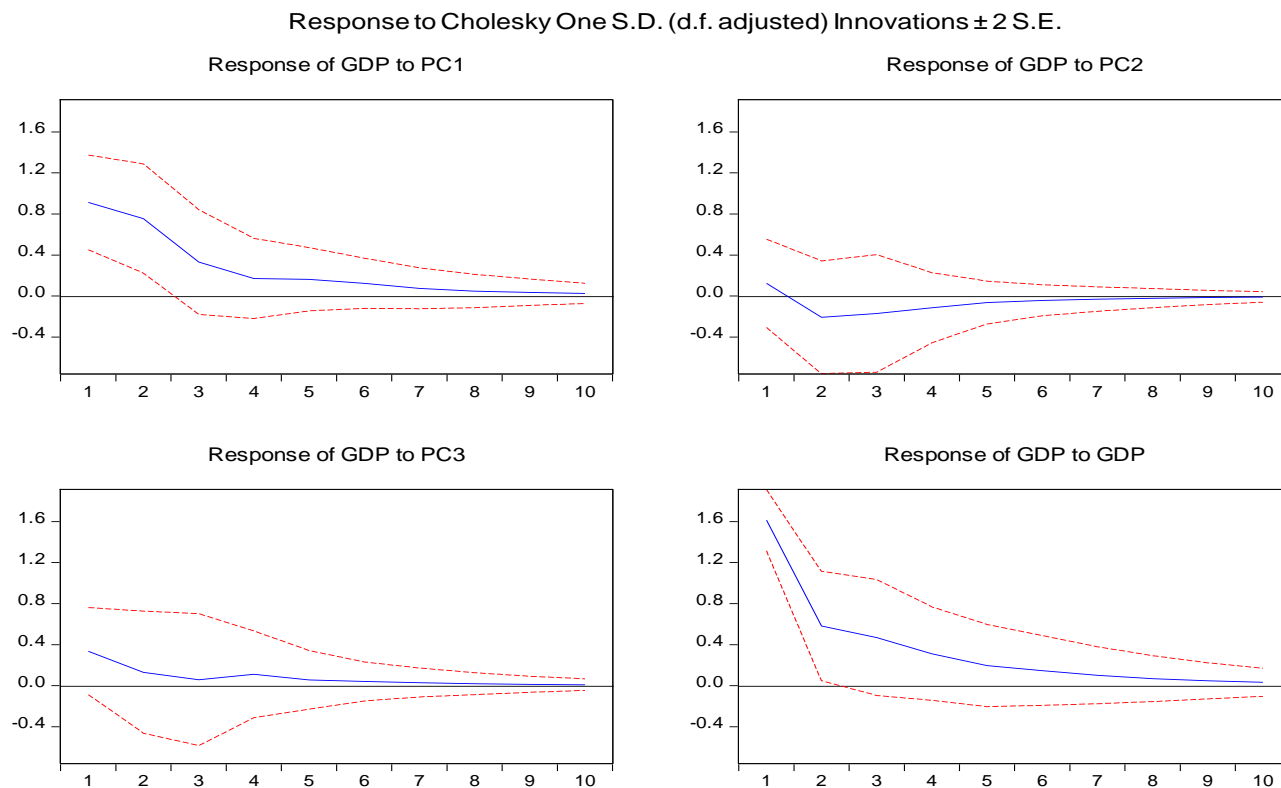 Response to Cholesky One S.D. (d.f. adjusted) Innovations ± 2 S.E.
Response of GDP to PC1
1.6
1.2
0.8
0.4
0.0
-0.4
1 2 3 4 5 6 7 8 9 10
Response of GDP to PC2
1.6
1.2
0.8
0.4
0.0
-0.4
1 2 3 4 5 6 7 8 9 10
Response of GDP to PC3
1.6
1.2
0.8
0.4
0.0
-0.4
1 2 3 4 5 6 7 8 9 10
Response of GDP to GDP
1.6
1.2
0.8
0.4
0.0
-0.4
1 2 3 4 5 6 7 8 9 10